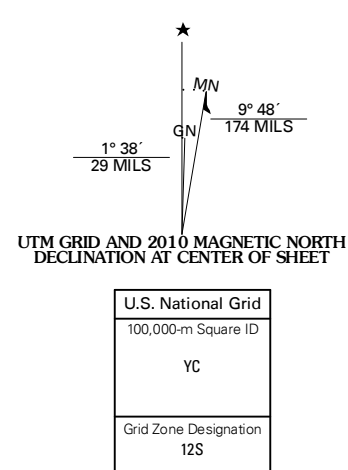 MN
9° 48´
174 MILS
GN
1° 38´
29 MILS
UTM GRID AND 2010 MAGNETIC NORTH
DECLINATION AT CENTER OF SHEET
U.S. National Grid
100,000-m Square ID
YC
Grid Zone Designation
12S